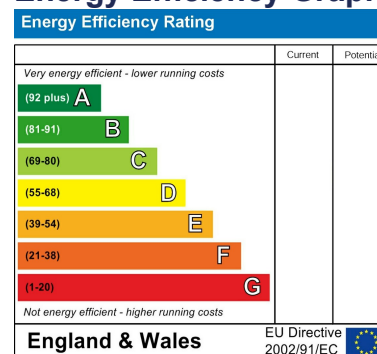 Energy Efficiency Rating
Current Potential
Very energy efficient - lower running costs
(92 plus) A
(81-91) B
(69-80) C
(55-68) D
(39-54) E
(21-38) F
(1-20) G
Not energy efficient - higher running costs
England & Wales
EU Directive
2002/91/EC